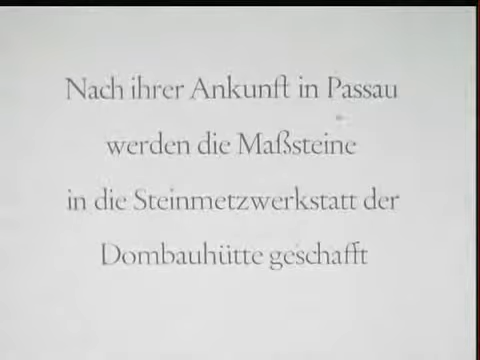 Nach ihrer Ankunft in Passau
werden die Maßsteine
in die Steinmetzwerkstatt der
Dombauhütte geschafft